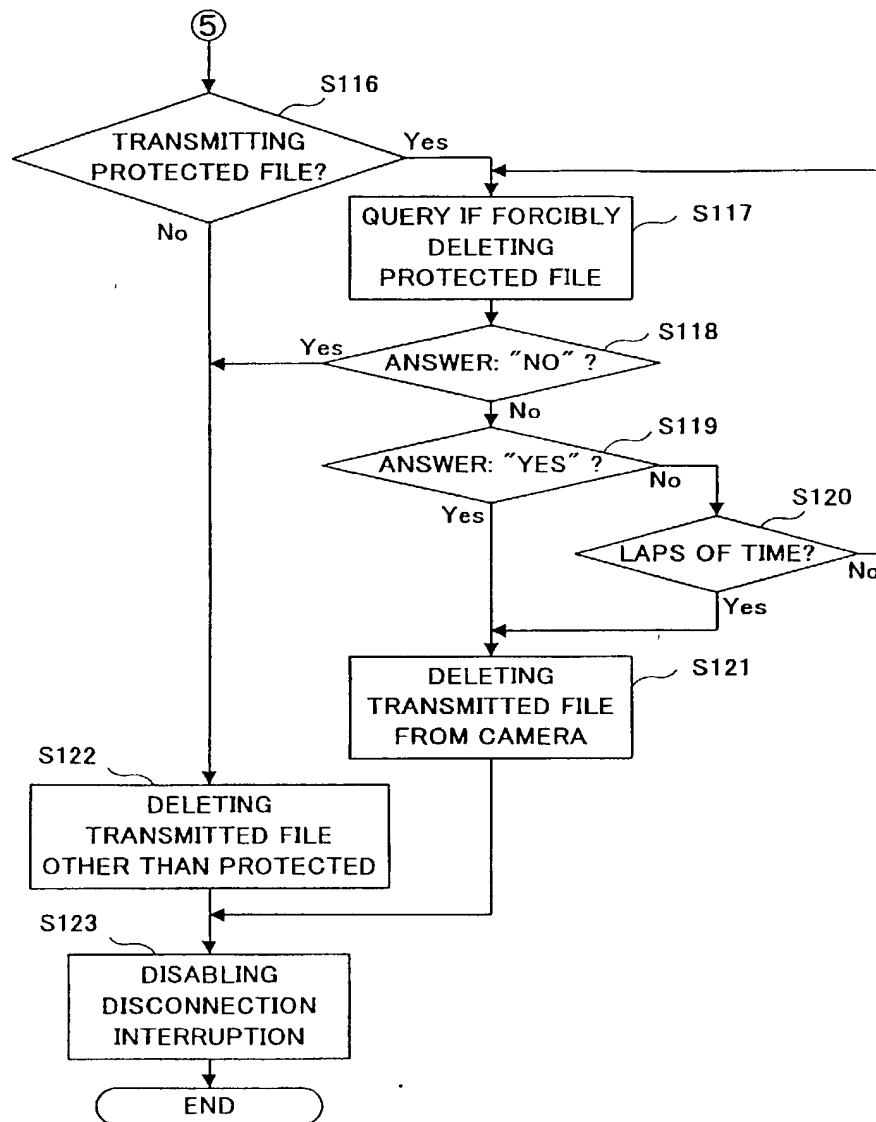 5
S116
TRANSMITTING
PROTECTED FILE?
Yes
No
QUERY IF FORCIBLY
DELETING
PROTECTED FILE
S117
S118
Yes
ANSWER: "NO" ?
No
S119
ANSWER: "YES" ?
No
Yes
S120
LAPS OF TIME?
No
Yes
DELETING
TRANSMITTED FILE
FROM CAMERA
S121
S122
DELETING
TRANSMITTED FILE
OTHER THAN PROTECTED
S123
DISABLING
DISCONNECTION
INTERRUPTION
END